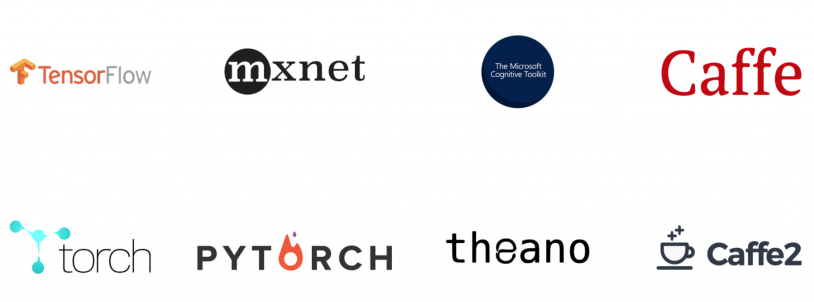 TensorFlow
mxnet
The Microsoft
Cognitive Toolkit
Caffe
torch
PYTORCH
theano
Caffe2